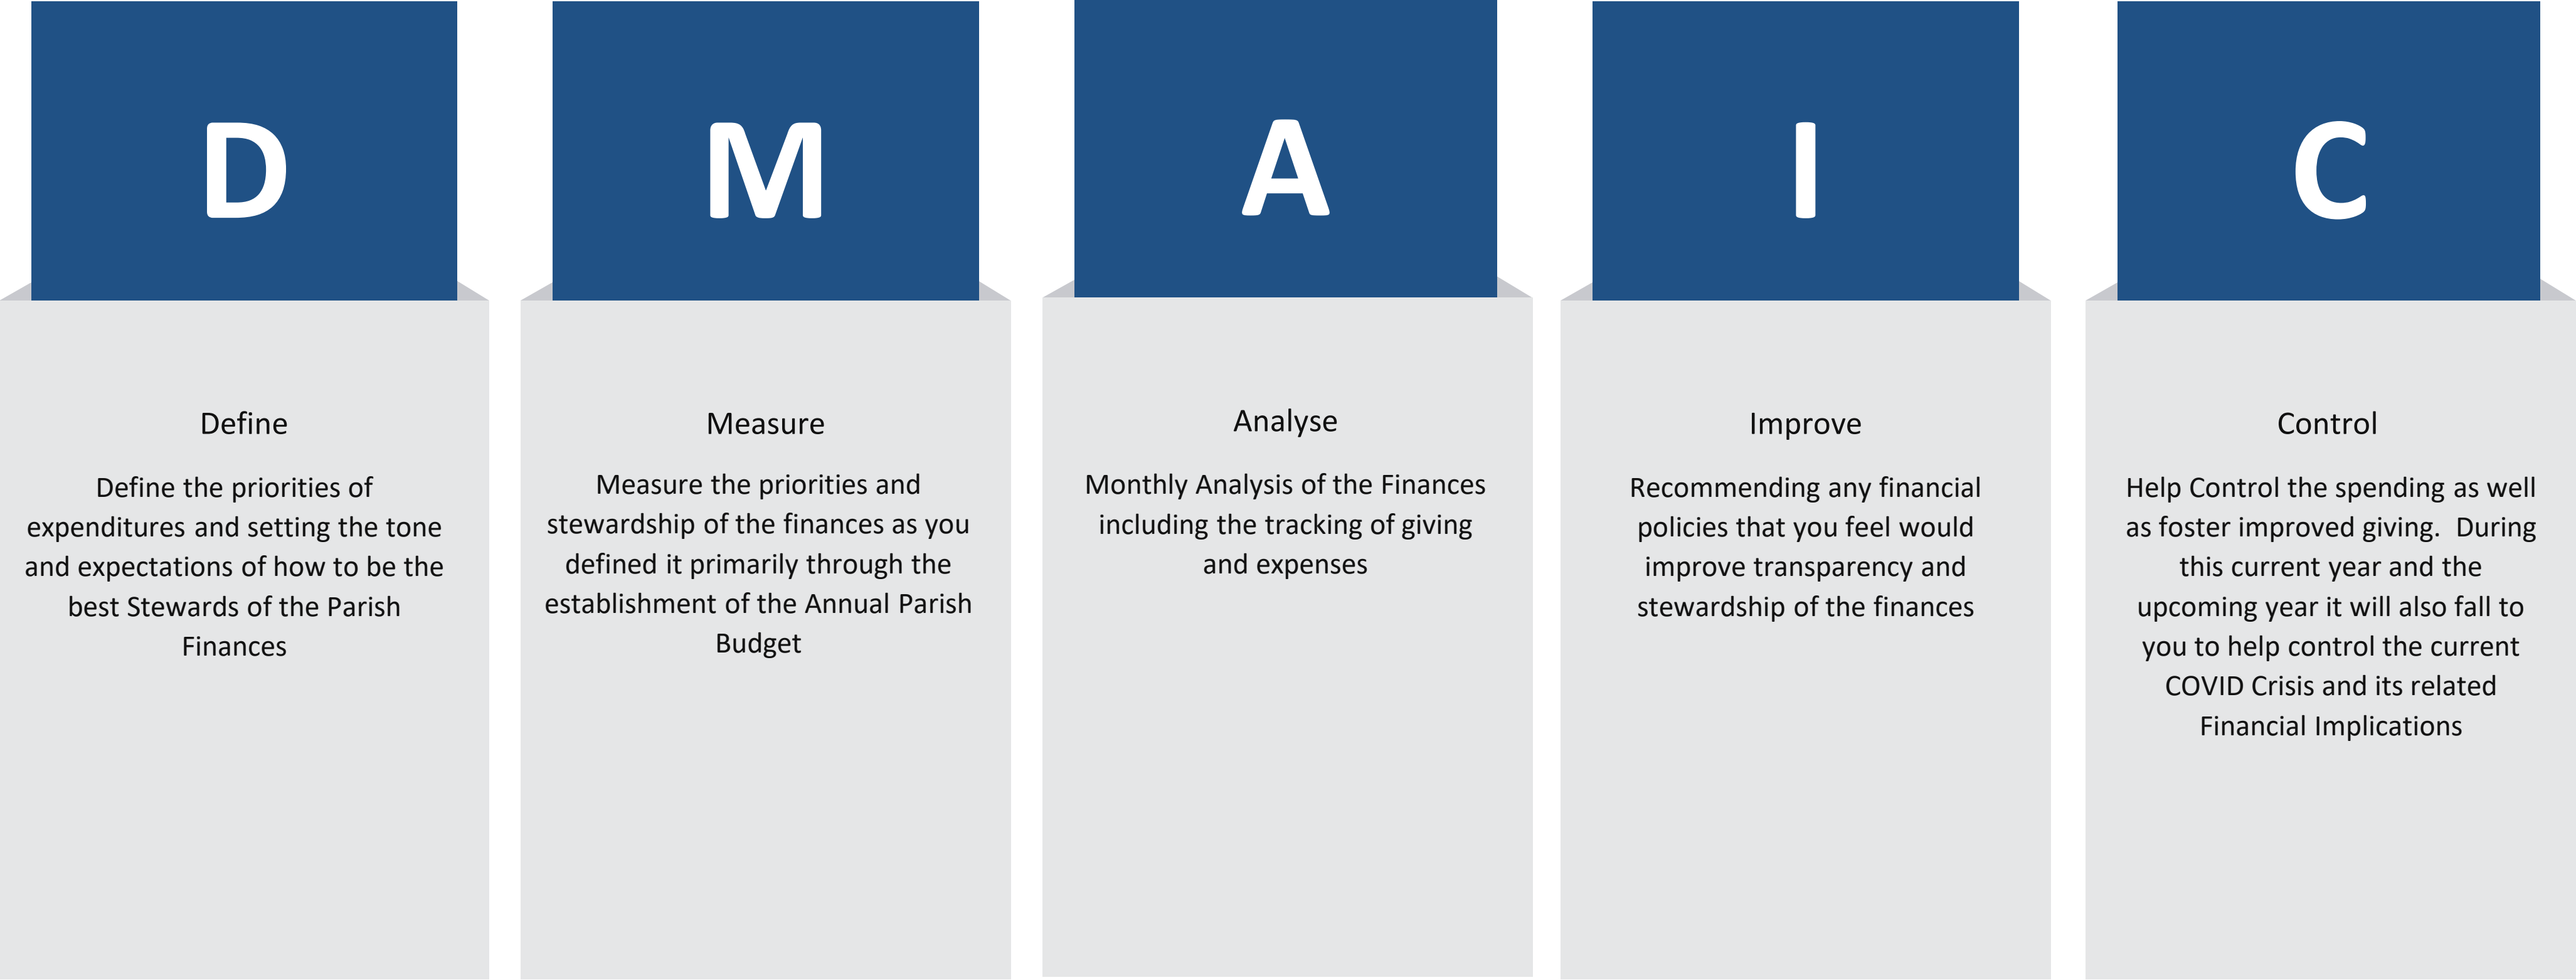 D
Define
Define the priorities of
expenditures and setting the tone
and expectations of how to be the
best Stewards of the Parish
Finances
M
Measure
Measure the priorities and
stewardship of the finances as you
defined it primarily through the
establishment of the Annual Parish
Budget
A
Analyse
Monthly Analysis of the Finances
including the tracking of giving
and expenses
I
Improve
Recommending any financial
policies that you feel would
improve transparency and
stewardship of the finances
C
Control
Help Control the spending as well
as foster improved giving.  During
this current year and the
upcoming year it will also fall to
you to help control the current
COVID Crisis and its related
Financial Implications